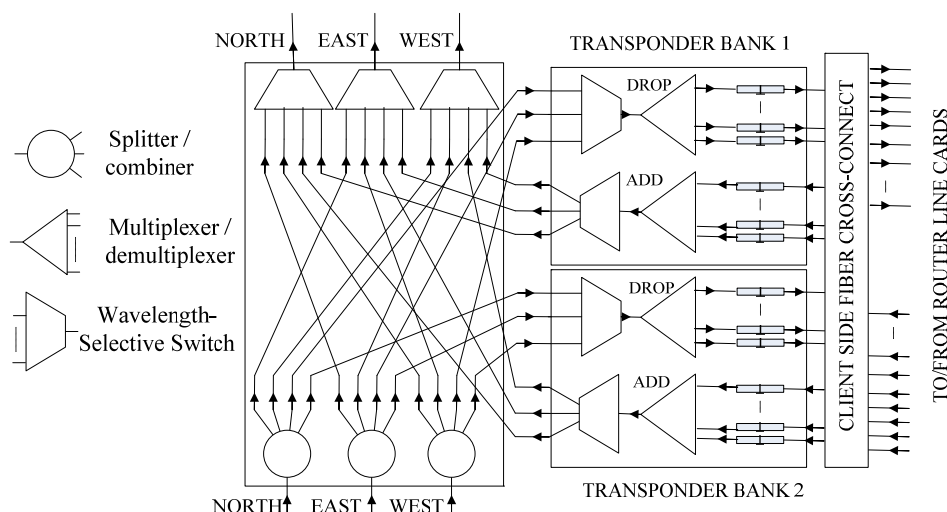 NORTH EAST WEST
TRANSPONDER BANK 1
DROP
ADD
Splitter /
combiner
Multiplexer /
demultiplexer
Wavelength-
Selective Switch
DROP
ADD
CLIENT SIDE FIBER CROSS-CONNECT
TO/FROM ROUTER LINE CARDS
NORTH EAST WEST
TRANSPONDER BANK 2